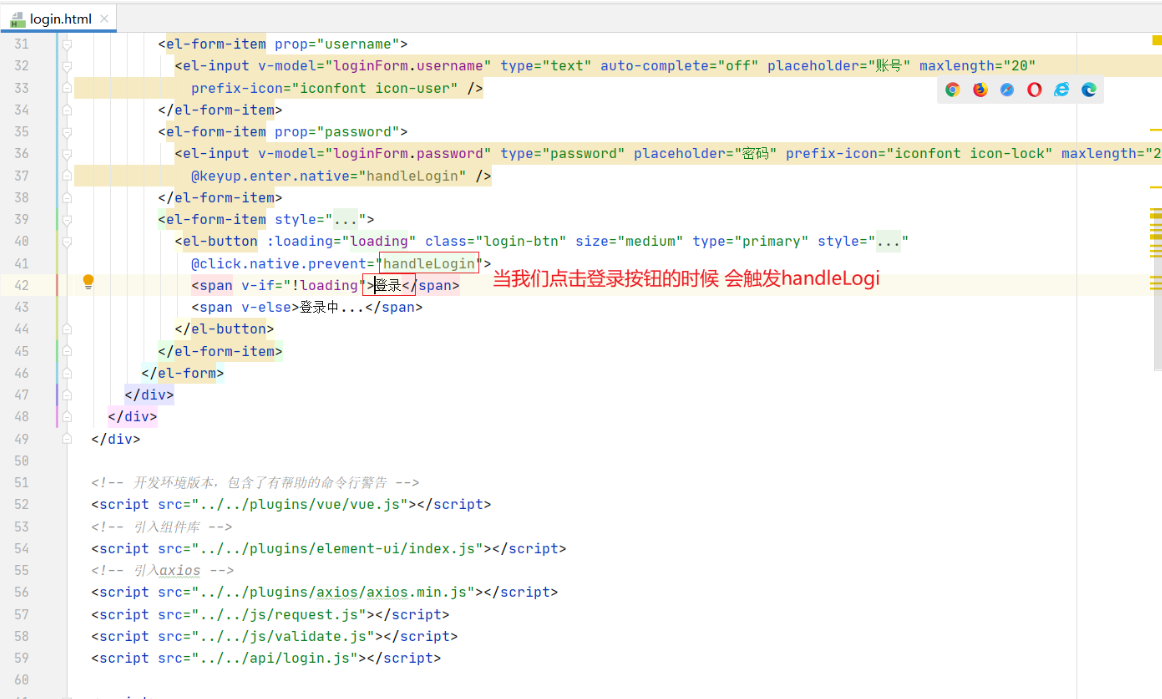 login.html
31 <el-form-item prop="username">
32 <el-input v-model="loginForm.username" type="text" auto-complete="off" placeholder="账号" maxlength="20"
33 prefix-icon="iconfont icon-user" />
34 </el-form-item>
35 <el-form-item prop="password">
36 <el-input v-model="loginForm.password" type="password" placeholder="密码" prefix-icon="iconfont icon-lock" maxlength="2
37 @keyup.enter.native="handleLogin" />
38 </el-form-item>
39 <el-form-item style="...">
40 <el-button :loading="loading" class="login-btn" size="medium" type="primary" style="..."
41 @click.native.prevent="handleLogin">
42 <span v-if="!loading">登录</span> 当我们点击登录按钮的时候 会触发handleLogi
43 <span v-else>登录中...</span>
44 </el-button>
45 </el-form-item>
46 </el-form>
47 </div>
48 </div>
49 </div>
50
51 <!-- 开发环境版本，包含了有帮助的命令行警告 -->
52 <script src="../../plugins/vue/vue.js"></script>
53 <!-- 引入组件库 -->
54 <script src="../../plugins/element-ui/index.js"></script>
55 <!-- 引入axios -->
56 <script src="../../plugins/axios/axios.min.js"></script>
57 <script src="../../js/request.js"></script>
58 <script src="../../js/validate.js"></script>
59 <script src="../../api/login.js"></script>
60